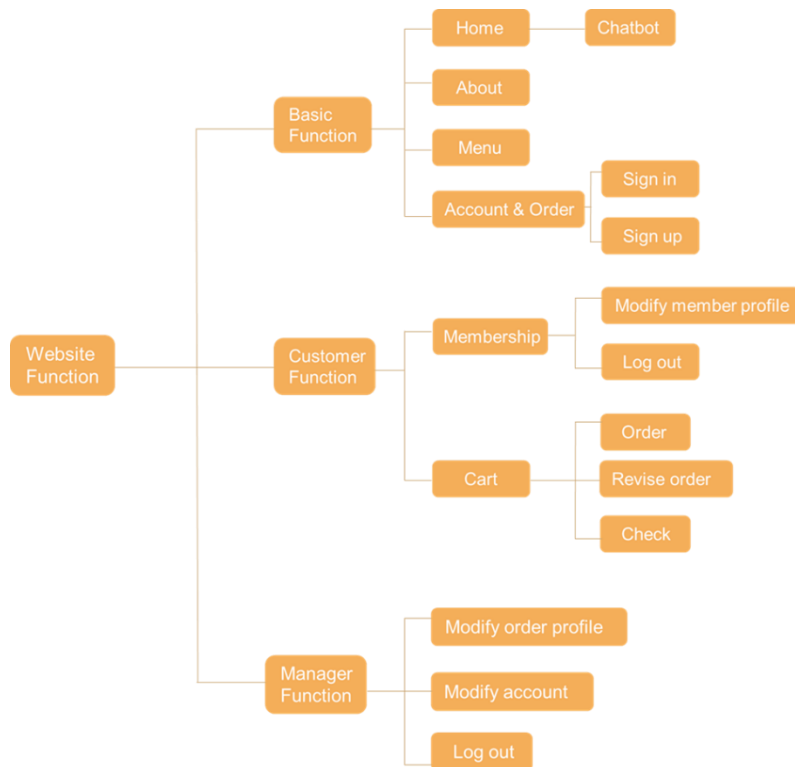 Home
Chatbot
About
Basic
Function
Menu
Account & Order
Sign in
Sign up
Website
Function
Customer
Function
Membership
Modify member profile
Log out
Cart
Order
Revise order
Check
Manager
Function
Modify order profile
Modify account
Log out